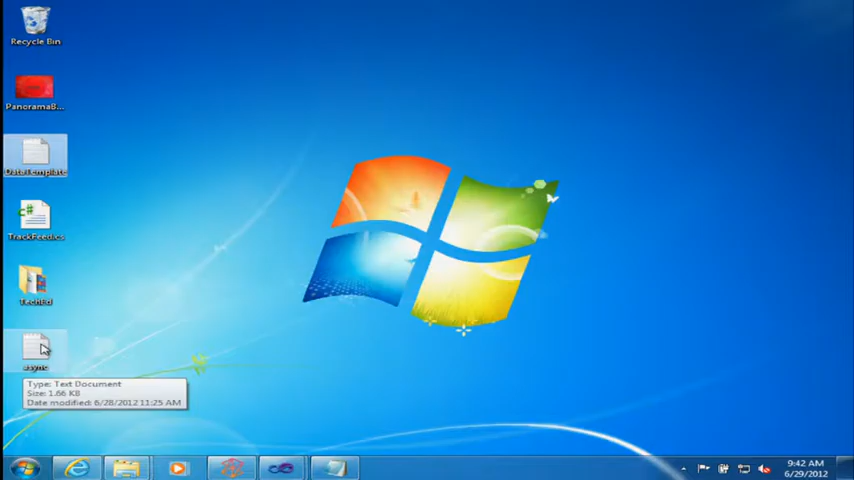 Recycle Bin
PanoramaB...
DataTemplate
C#
TrackFeed.cs
TechEd
async
Type: Text Document
Size: 1.66 KB
Date modified: 6/28/2012 11:25 AM
9:42 AM
6/29/2012